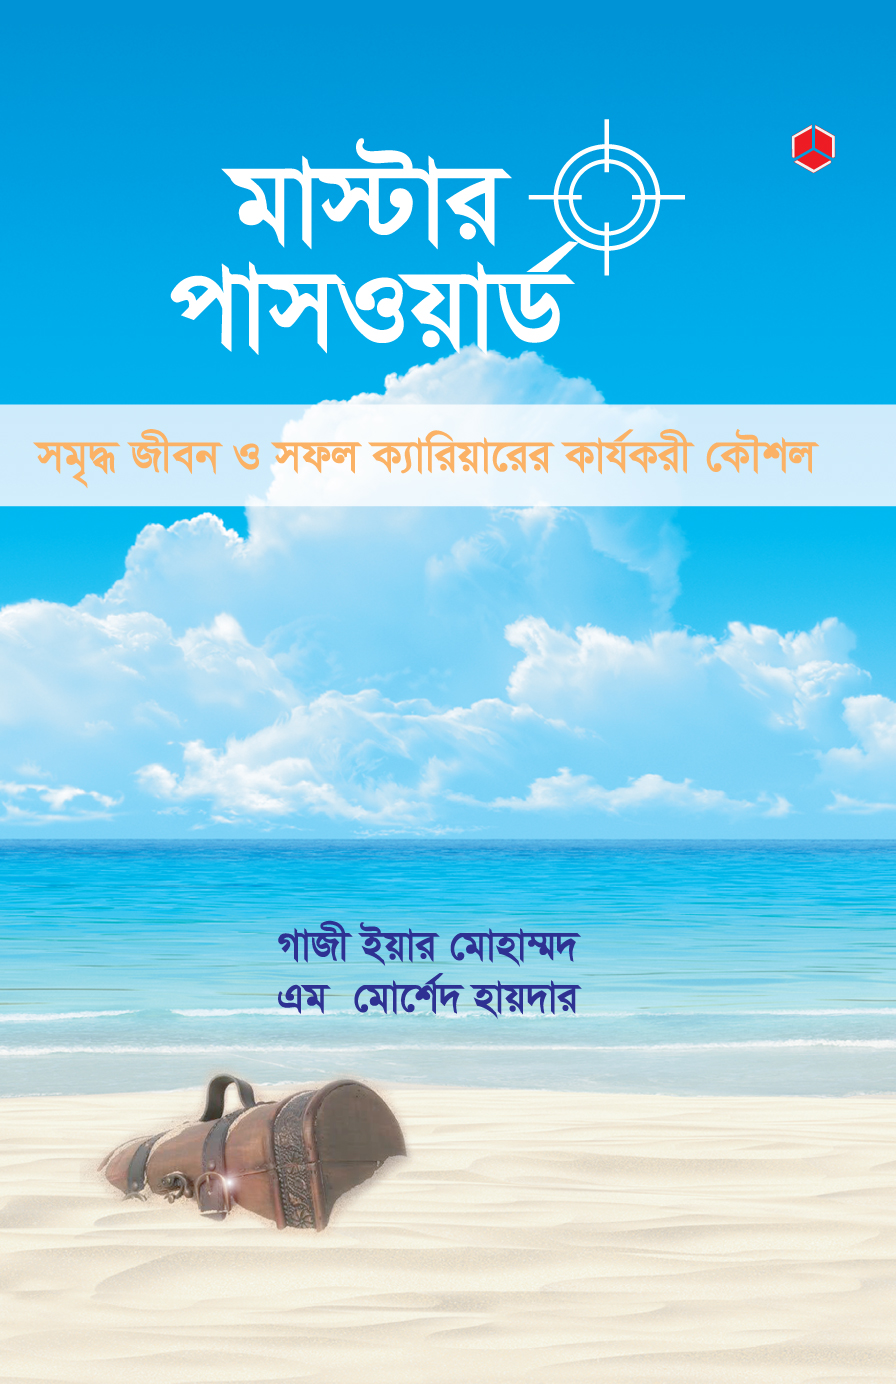 মাস্টার
পাসওয়ার্ড
সমৃদ্ধ জীবন ও সফল ক্যারিয়ারের কার্যকরী কৌশল
গাজী ইয়ার মোহাম্মদ
এম মোর্শেদ হায়দার